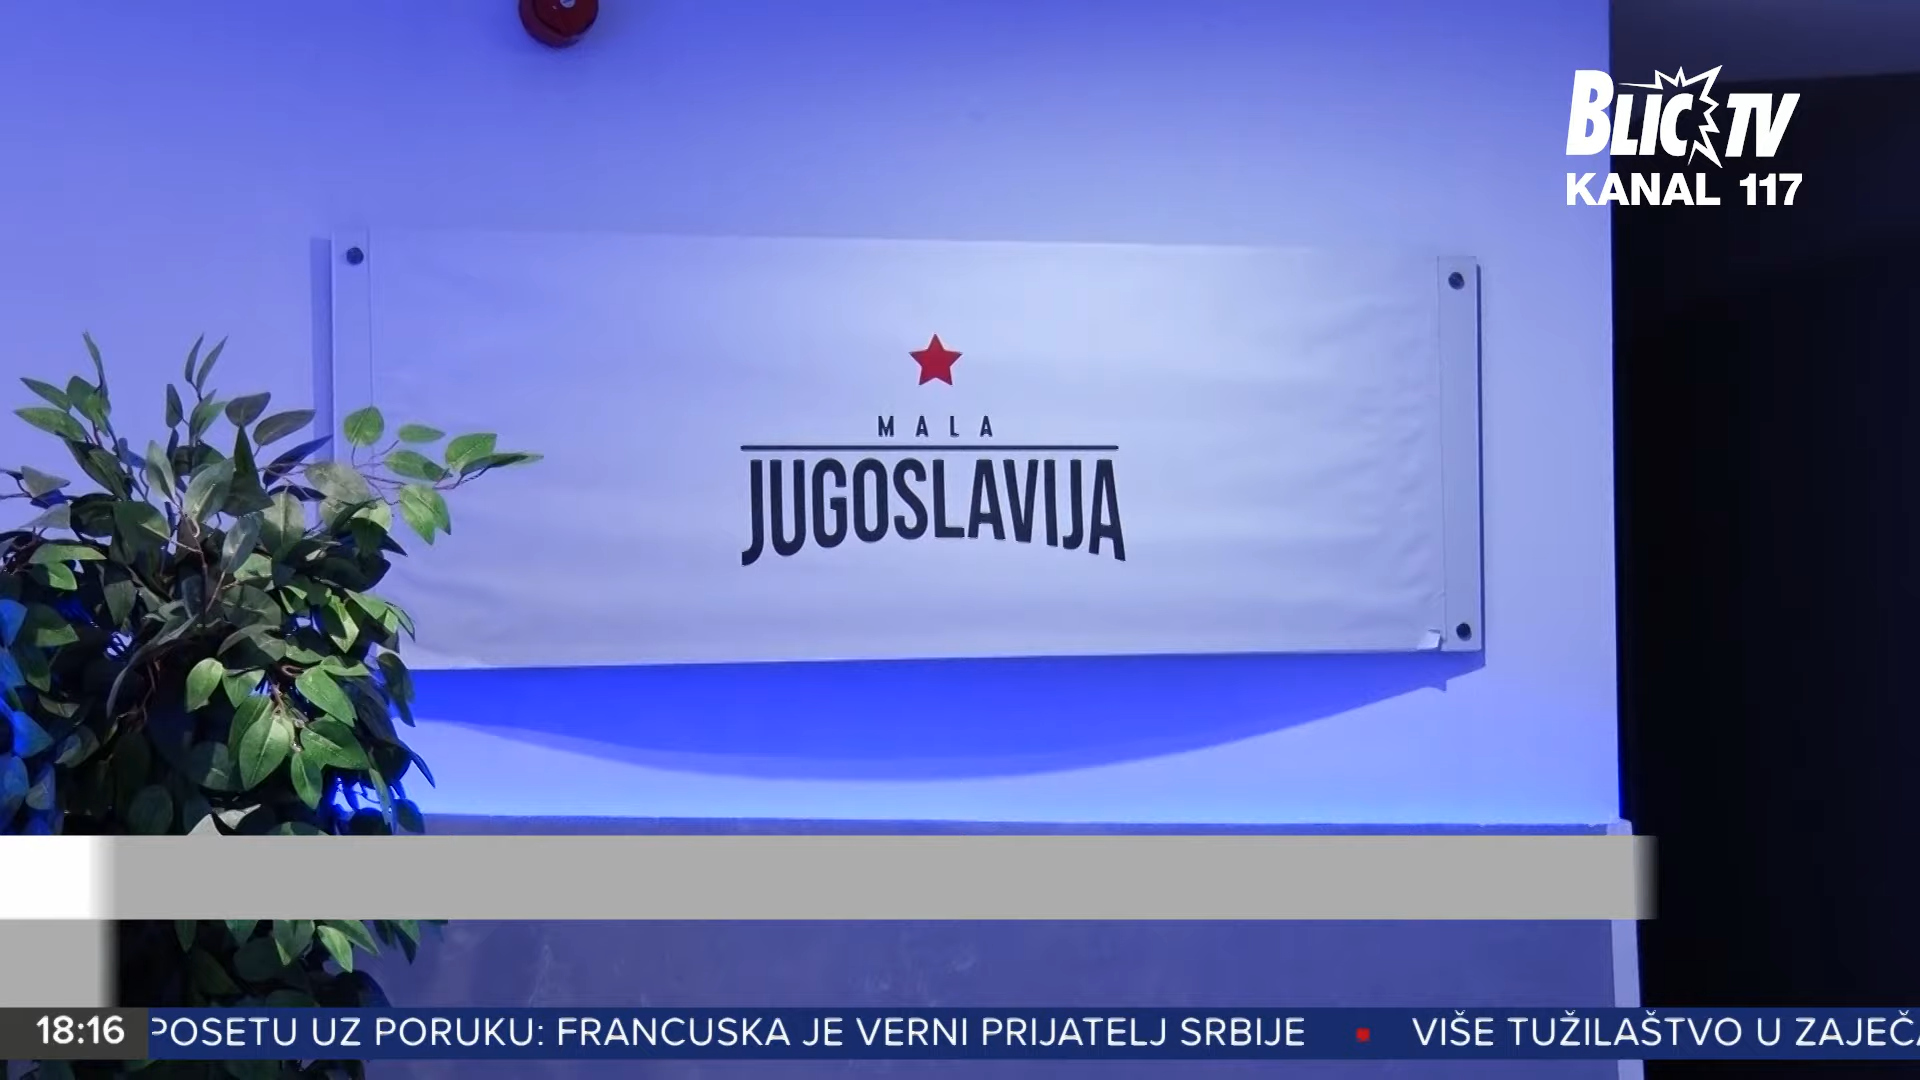 BLIC TV
KANAL 117
MALA
JUGOSLAVIJA
18:16 POSETU UZ PORUKU: FRANCUSKA JE VERNI PRIJATELJ SRBIJE VIŠE TUŽILAŠTVO U